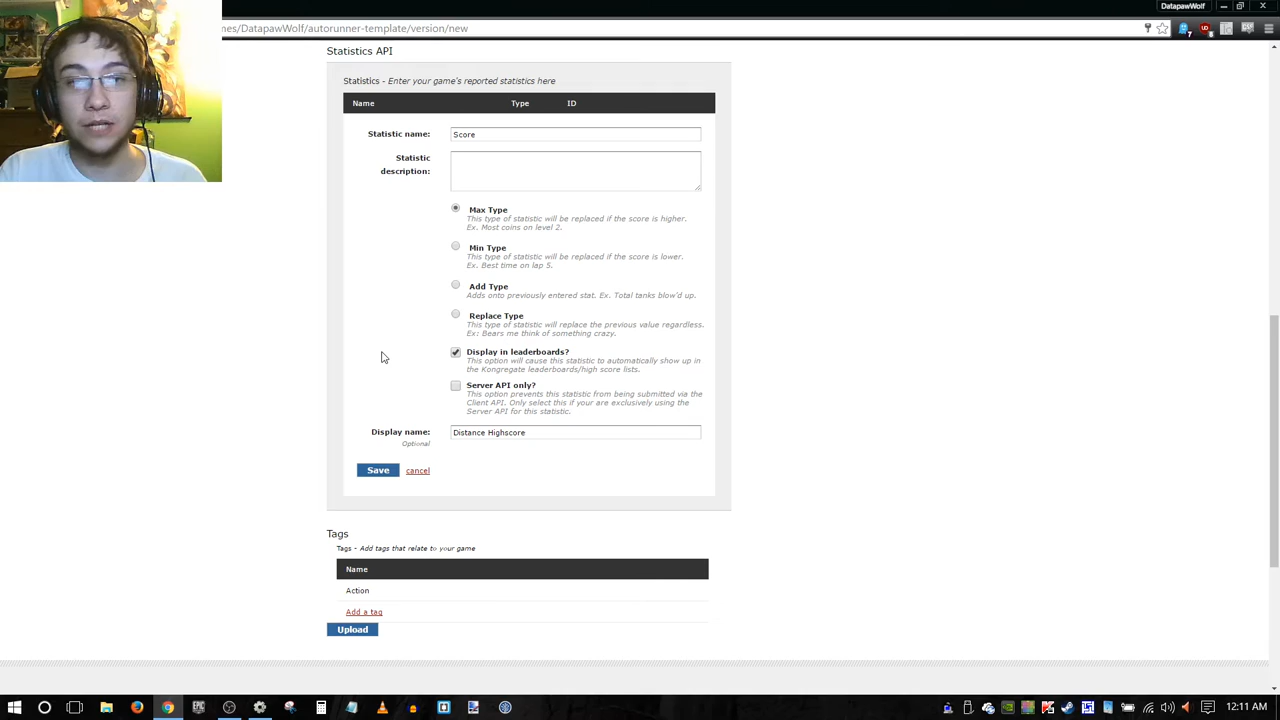 DatapawWolf
nes/DatapawWolf/autorunner-template/version/new
Statistics API
Statistics - Enter your game's reported statistics here
Name Type ID
Statistic name: Score
Statistic
description:
Max Type
This type of statistic will be replaced if the score is higher.
Ex. Most coins on level 2.
Min Type
This type of statistic will be replaced if the score is lower.
Ex. Best time on lap 5.
Add Type
Adds onto previously entered stat. Ex. Total tanks blow'd up.
Replace Type
This type of statistic will replace the previous value regardless.
Ex: Bears me think of something crazy.
Display in leaderboards?
This option will cause this statistic to automatically show up in
the Kongregate leaderboards/high score lists.
Server API only?
This option prevents this statistic from being submitted via the
Client API. Only select this if your are exclusively using the
Server API for this statistic.
Display name: Distance Highscore
Optional
Save cancel
Tags
Tags - Add tags that relate to your game
Name
Action
Add a tag
Upload
12:11 AM